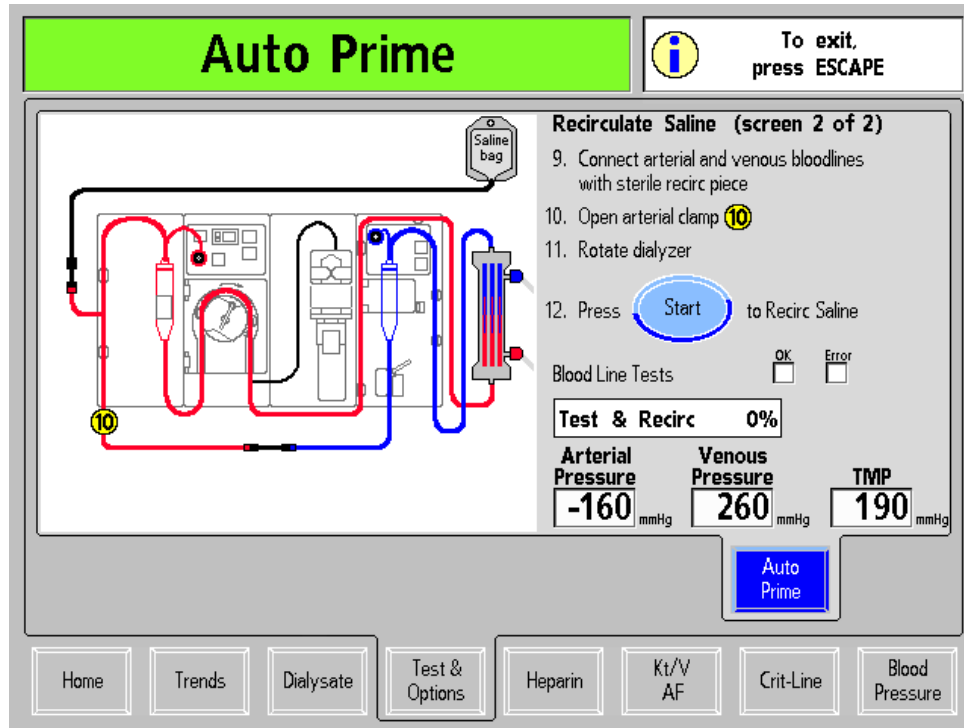 Auto Prime
To exit,
press ESCAPE
Saline
bag
10
Recirculate Saline (screen 2 of 2)
9. Connect arterial and venous bloodlines
with sterile recirc piece
10. Open arterial clamp 10
11. Rotate dialyzer
12. Press Start to Recirc Saline
Blood Line Tests OK Error
Test & Recirc 0%
Arterial
Pressure
-160 mmHg
Venous
Pressure
260 mmHg
TMP
190 mmHg
Auto
Prime
Home
Trends
Dialysate
Test &
Options
Heparin
Kt/V
AF
Crit-Line
Blood
Pressure